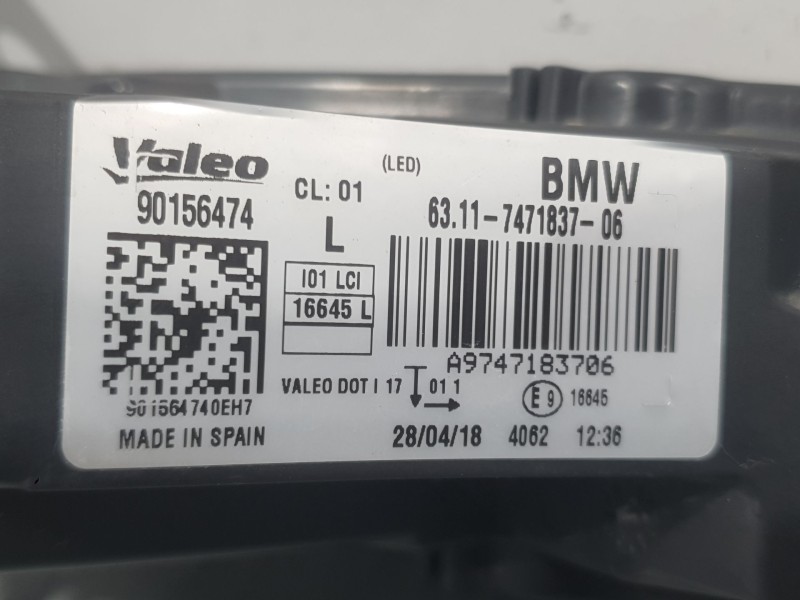 Valeo
(LED)
BMW
90156474
CL: 01
63.11-7471837-06
L
I01 LCI
16645 L
A9747183706
901564740EH7
VALEO DOT I 17
01 1
E 9
16645
MADE IN SPAIN
28/04/18 4062 12:36